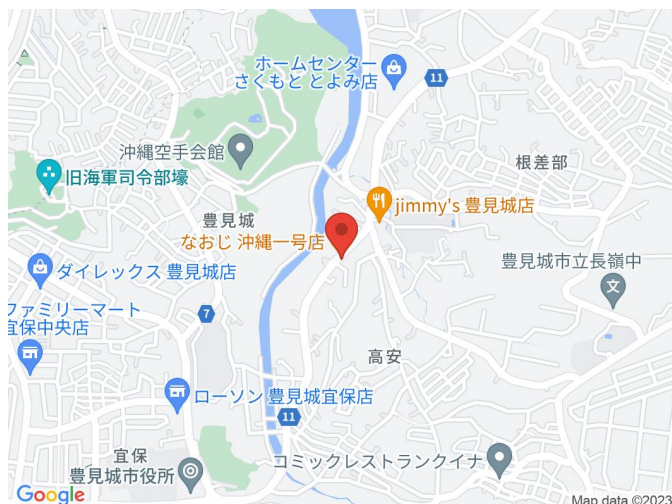 ホームセンター
さくもと とよみ店
11
沖縄空手会館
根差部
旧海軍司令部壕
jimmy's 豊見城店
豊見城
なおじ 沖縄一号店
豊見城市立長嶺中
文
ダイレックス 豊見城店
ファミリーマート
宜保中央店
7
高安
ローソン 豊見城宜保店
11
宜保
豊見城市役所
コミックレストランクイナ
Google
Map data ©2023